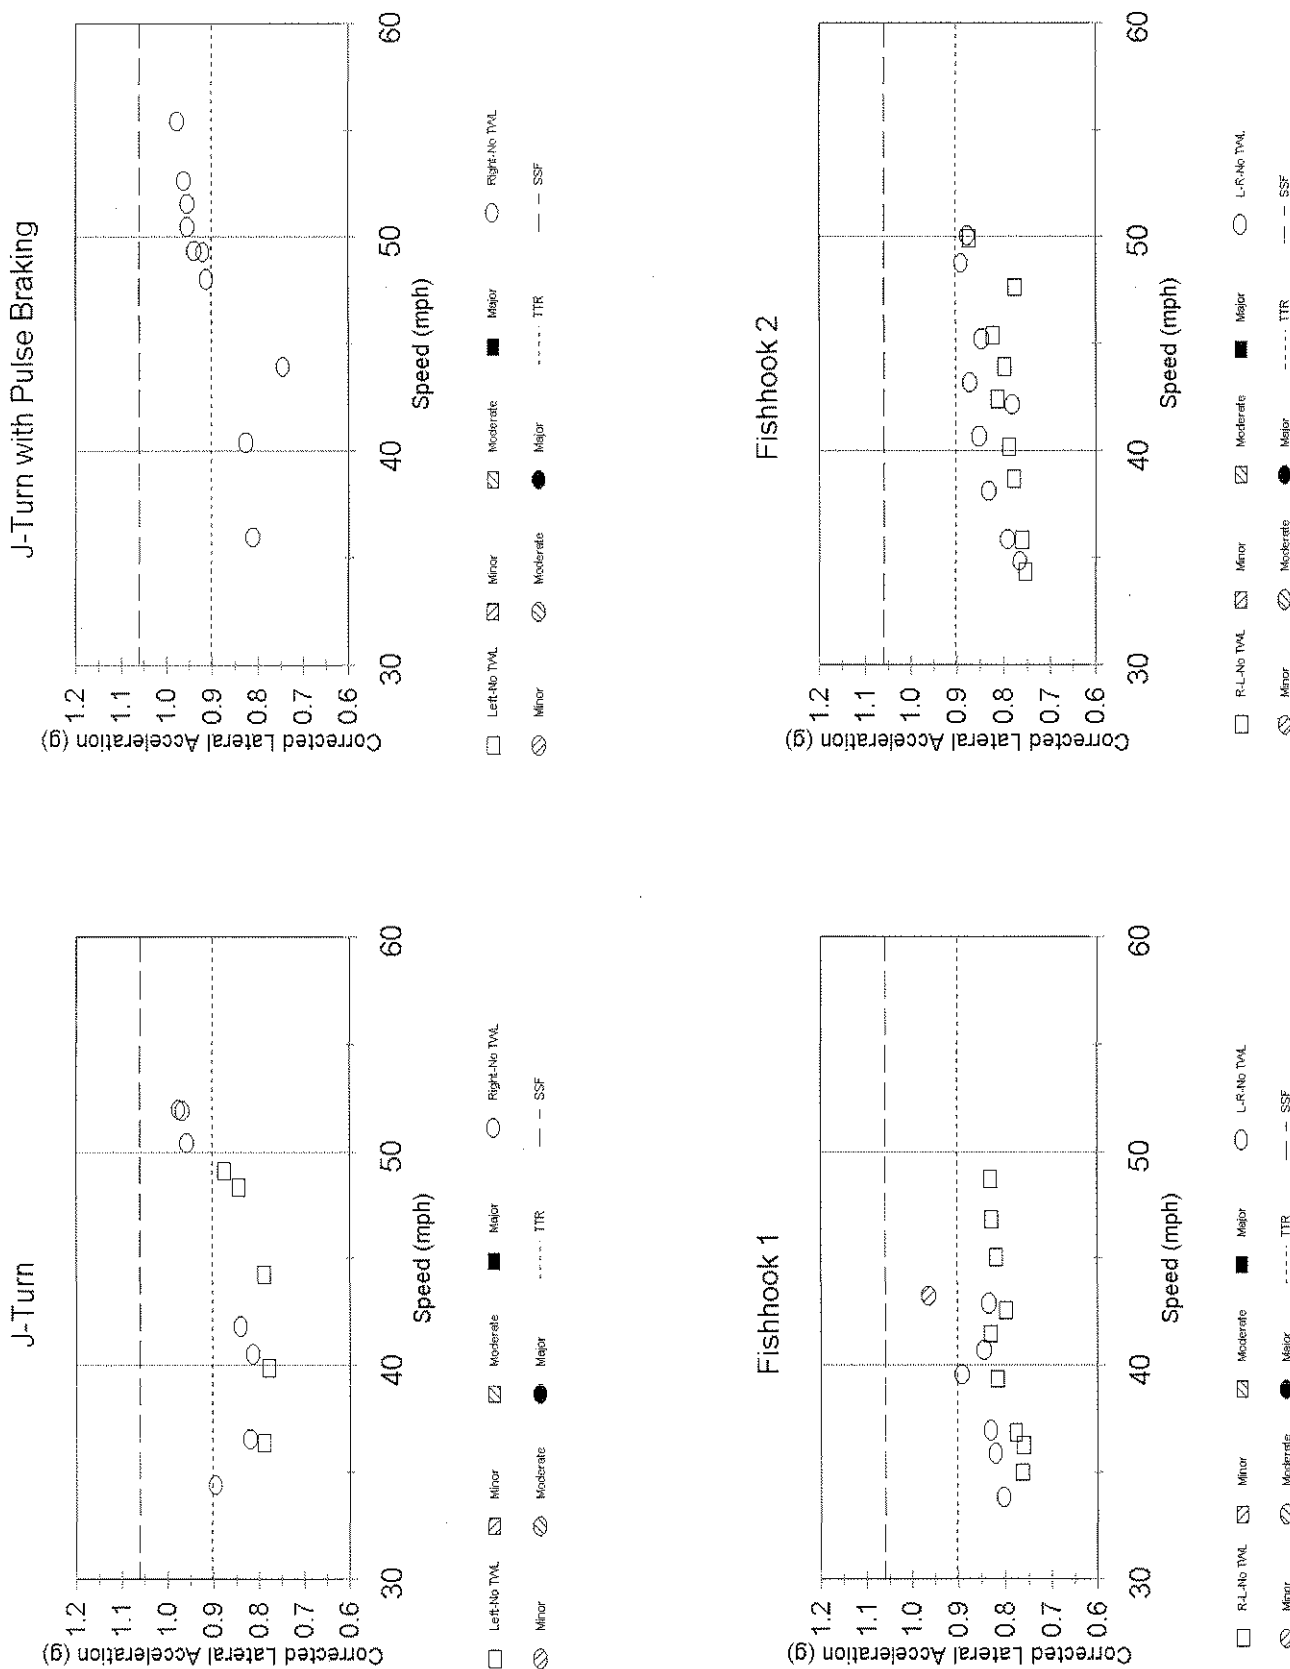 J-Turn
1.2
1.1
1.0
0.9
0.8
0.7
0.6
Corrected Lateral Acceleration (g)
30
40
50
60
Speed (mph)
Left-No TWL Minor Moderate Major Right-No TWL
Minor Moderate Major TTR SSF
J-Turn with Pulse Braking
1.2
1.1
1.0
0.9
0.8
0.7
0.6
Corrected Lateral Acceleration (g)
30
40
50
60
Speed (mph)
Left-No TWL Minor Moderate Major Right-No TWL
Minor Moderate Major TTR SSF
Fishhook 1
1.2
1.1
1.0
0.9
0.8
0.7
0.6
Corrected Lateral Acceleration (g)
30
40
50
60
Speed (mph)
R-L-No TWL Minor Moderate Major L-R-No TWL
Minor Moderate Major TTR SSF
Fishhook 2
1.2
1.1
1.0
0.9
0.8
0.7
0.6
Corrected Lateral Acceleration (g)
30
40
50
60
Speed (mph)
R-L-No TWL Minor Moderate Major L-R-No TWL
Minor Moderate Major TTR SSF